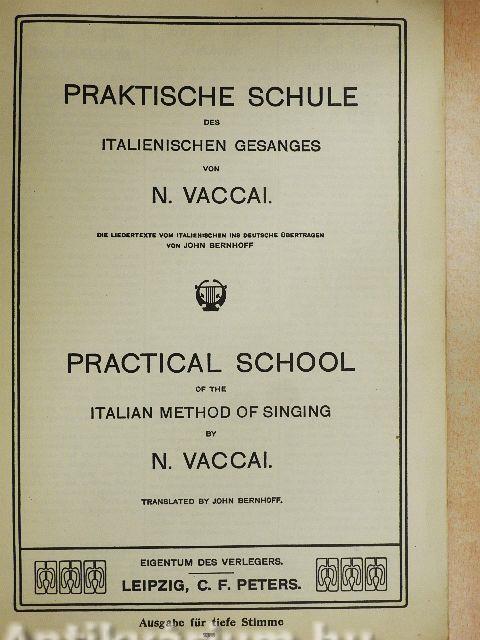 PRAKTISCHE SCHULE
DES
ITALIENISCHEN GESANGES
VON
N. VACCAI.
DIE LIEDERTEXTE VOM ITALIENISCHEN INS DEUTSCHE ÜBERTRAGEN
VON JOHN BERNHOFF
PRACTICAL SCHOOL
OF THE
ITALIAN METHOD OF SINGING
BY
N. VACCAI.
TRANSLATED BY JOHN BERNHOFF.
EIGENTUM DES VERLEGERS.
LEIPZIG, C. F. PETERS.
Ausgabe für tiefe Stimme